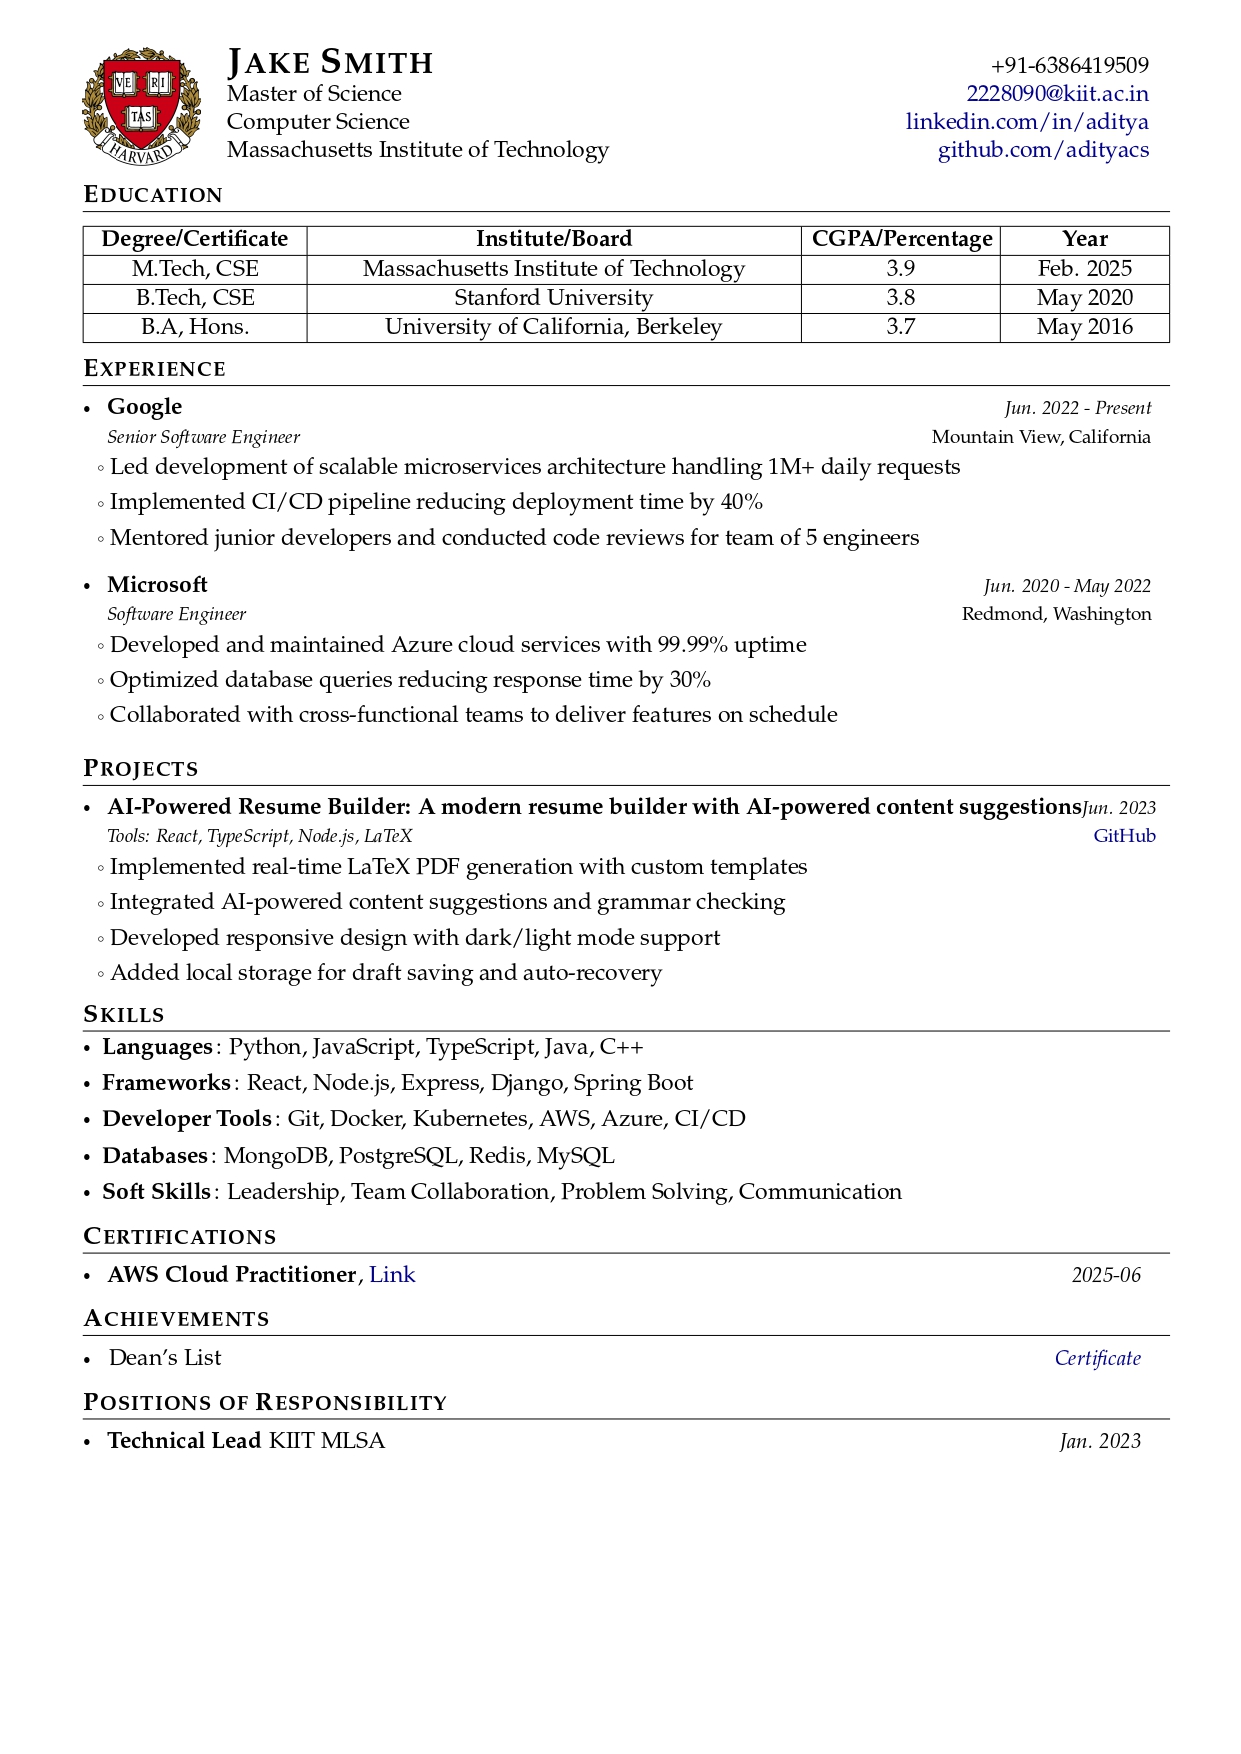 VE RI
TAS
HARVARD
JAKE SMITH
Master of Science
Computer Science
Massachusetts Institute of Technology
+91-6386419509
2228090@kiit.ac.in
linkedin.com/in/aditya
github.com/adityacs
EDUCATION
Degree/Certificate Institute/Board CGPA/Percentage Year
M.Tech, CSE Massachusetts Institute of Technology 3.9 Feb. 2025
B.Tech, CSE Stanford University 3.8 May 2020
B.A, Hons. University of California, Berkeley 3.7 May 2016
EXPERIENCE
• Google Jun. 2022 - Present
Senior Software Engineer Mountain View, California
◦ Led development of scalable microservices architecture handling 1M+ daily requests
◦ Implemented CI/CD pipeline reducing deployment time by 40%
◦ Mentored junior developers and conducted code reviews for team of 5 engineers
• Microsoft Jun. 2020 - May 2022
Software Engineer Redmond, Washington
◦ Developed and maintained Azure cloud services with 99.99% uptime
◦ Optimized database queries reducing response time by 30%
◦ Collaborated with cross-functional teams to deliver features on schedule
PROJECTS
• AI-Powered Resume Builder: A modern resume builder with AI-powered content suggestions Jun. 2023
Tools: React, TypeScript, Node.js, LaTeX GitHub
◦ Implemented real-time LaTeX PDF generation with custom templates
◦ Integrated AI-powered content suggestions and grammar checking
◦ Developed responsive design with dark/light mode support
◦ Added local storage for draft saving and auto-recovery
SKILLS
• Languages: Python, JavaScript, TypeScript, Java, C++
• Frameworks: React, Node.js, Express, Django, Spring Boot
• Developer Tools: Git, Docker, Kubernetes, AWS, Azure, CI/CD
• Databases: MongoDB, PostgreSQL, Redis, MySQL
• Soft Skills: Leadership, Team Collaboration, Problem Solving, Communication
CERTIFICATIONS
• AWS Cloud Practitioner, Link 2025-06
ACHIEVEMENTS
• Dean's List Certificate
POSITIONS OF RESPONSIBILITY
• Technical Lead KIIT MLSA Jan. 2023